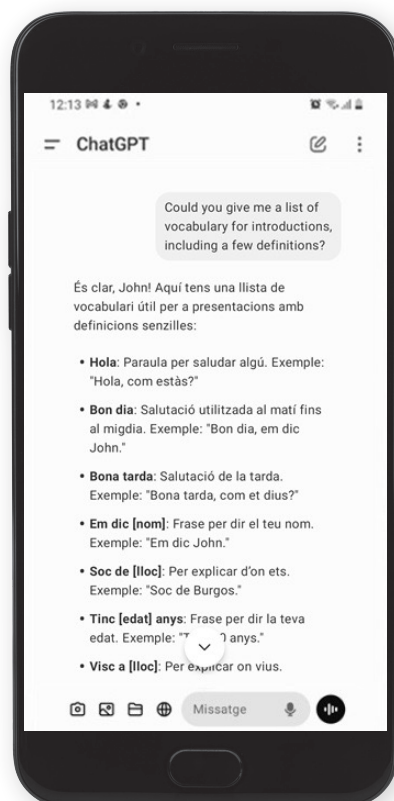 12:13
ChatGPT
Could you give me a list of
vocabulary for introductions,
including a few definitions?
És clar, John! Aquí tens una llista de
vocabulari útil per a presentacions amb
definicions senzilles:
• Hola: Paraula per saludar algú. Exemple:
"Hola, com estàs?"
• Bon dia: Salutació utilitzada al matí fins
al migdia. Exemple: "Bon dia, em dic
John."
• Bona tarda: Salutació de la tarda.
Exemple: "Bona tarda, com et dius?"
• Em dic [nom]: Frase per dir el teu nom.
Exemple: "Em dic John."
• Soc de [lloc]: Per explicar d'on ets.
Exemple: "Soc de Burgos."
• Tinc [edat] anys: Frase per dir la teva
edat. Exemple: anys."
• Visc a [lloc]: Per explicar on vius.
Missatge